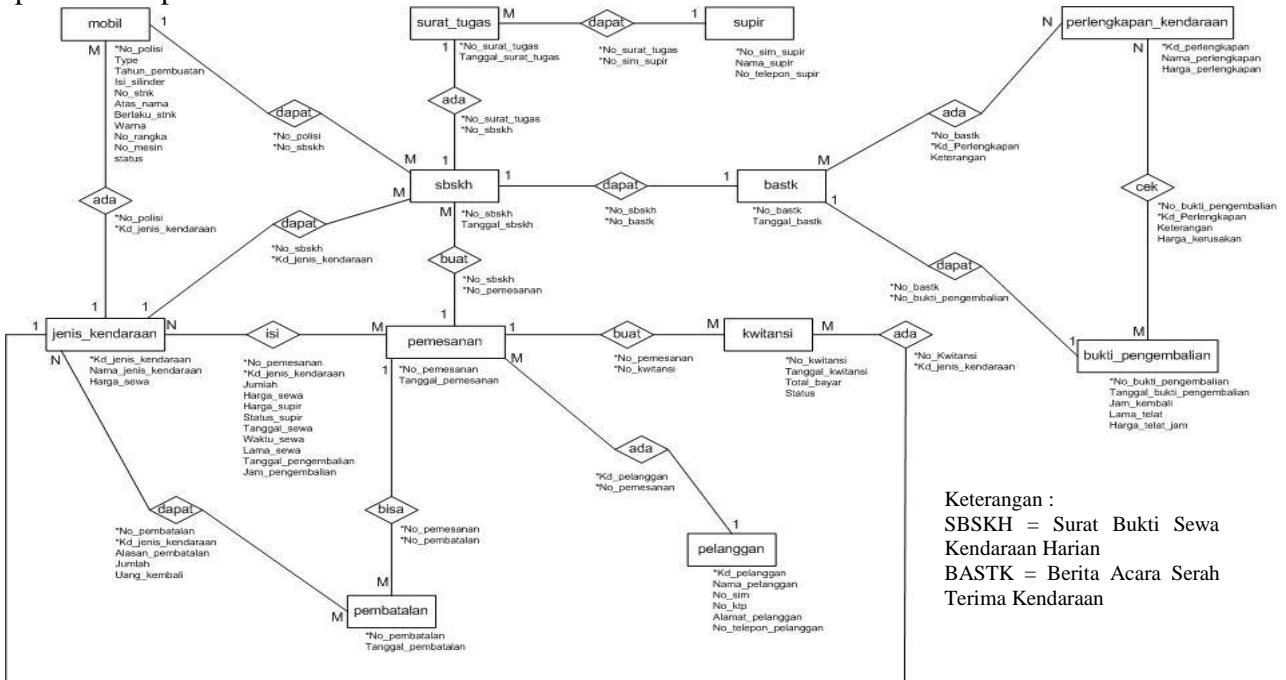 mobil
*No_polisi
Type
Tahun_pembuatan
Isi_silinder
No_stnk
Atas_nama
Berlaku_stnk
Warna
No_rangka
No_mesin
status
M
1
surat_tugas
*No_surat_tugas
Tanggal_surat_tugas
M
1
dapat
*No_surat_tugas
*No_sim_supir
1
supir
*No_sim_supir
Nama_supir
No_telepon_supir
perlengkapan_kendaraan
*Kd_perlengkapan
Nama_perlengkapan
Harga_perlengkapan
N
N
dapat
*No_polisi
*No_sbskh
M
ada
*No_surat_tugas
*No_sbskh
1
ada
*No_bastk
*Kd_Perlengkapan
Keterangan
M
ada
*No_polisi
*Kd_jenis_kendaraan
1
sbskh
*No_sbskh
Tanggal_sbskh
M
M
1
dapat
*No_sbskh
*No_bastk
1
bastk
*No_bastk
Tanggal_bastk
1
cek
*No_bukti_pengembalian
*Kd_Perlengkapan
Keterangan
Harga_kerusakan
M
dapat
*No_sbskh
*Kd_jenis_kendaraan
1
buat
*No_sbskh
*No_pemesanan
1
dapat
*No_bastk
*No_bukti_pengembalian
1
1
jenis_kendaraan
*Kd_jenis_kendaraan
Nama_jenis_kendaraan
Harga_sewa
N
N
isi
*No_pemesanan
*Kd_jenis_kendaraan
Jumlah
Harga_sewa
Harga_supir
Status_supir
Tanggal_sewa
Waktu_sewa
Lama_sewa
Tanggal_pengembalian
Jam_pengembalian
M
pemesanan
*No_pemesanan
Tanggal_pemesanan
1
1
M
buat
*No_pemesanan
*No_kwitansi
M
kwitansi
*No_kwitansi
Tanggal_kwitansi
Total_bayar
Status
M
ada
*No_Kwitansi
*Kd_jenis_kendaraan
bukti_pengembalian
*No_bukti_pengembalian
Tanggal_bukti_pengembalian
Jam_kembali
Lama_telat
Harga_telat_jam
ada
*Kd_pelanggan
*No_pemesanan
1
dapat
*No_pembatalan
*Kd_jenis_kendaraan
Alasan_pembatalan
Jumlah
Uang_kembali
M
bisa
*No_pemesanan
*No_pembatalan
M
pelanggan
*Kd_pelanggan
Nama_pelanggan
No_sim
No_ktp
Alamat_pelanggan
No_telepon_pelanggan
pembatalan
*No_pembatalan
Tanggal_pembatalan
Keterangan :
SBSKH = Surat Bukti Sewa
Kendaraan Harian
BASTK = Berita Acara Serah
Terima Kendaraan